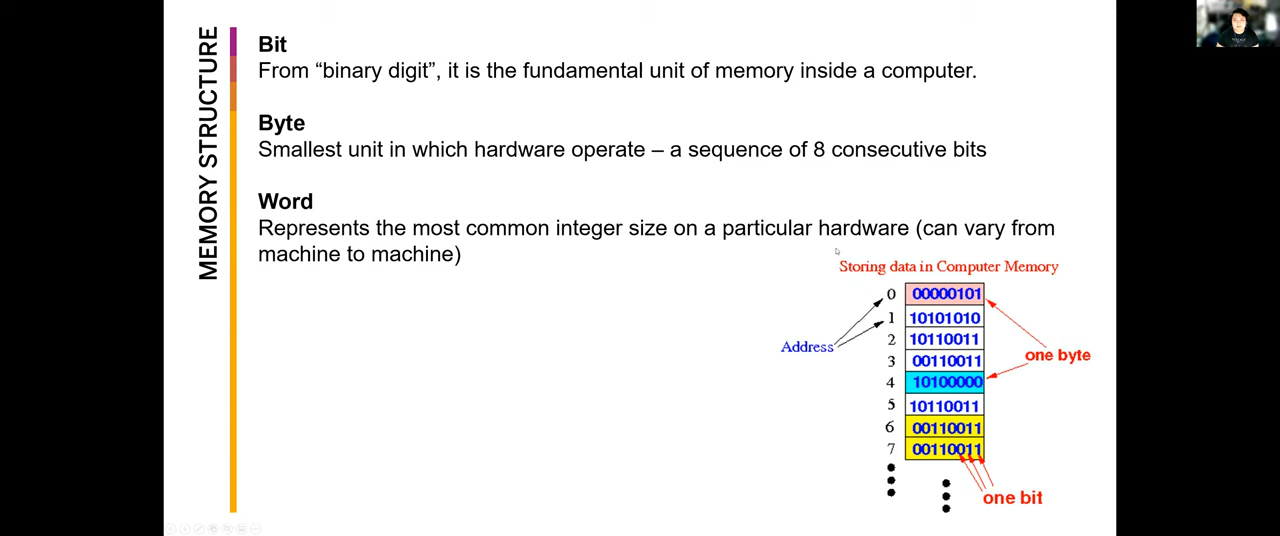 MEMORY STRUCTURE
Bit
From “binary digit”, it is the fundamental unit of memory inside a computer.
Byte
Smallest unit in which hardware operate – a sequence of 8 consecutive bits
Word
Represents the most common integer size on a particular hardware (can vary from
machine to machine)
Storing data in Computer Memory
0 00000101
1 10101010
Address
2 10110011
3 00110011
one byte
4 10100000
5 10110011
6 00110011
7 00110011
one bit